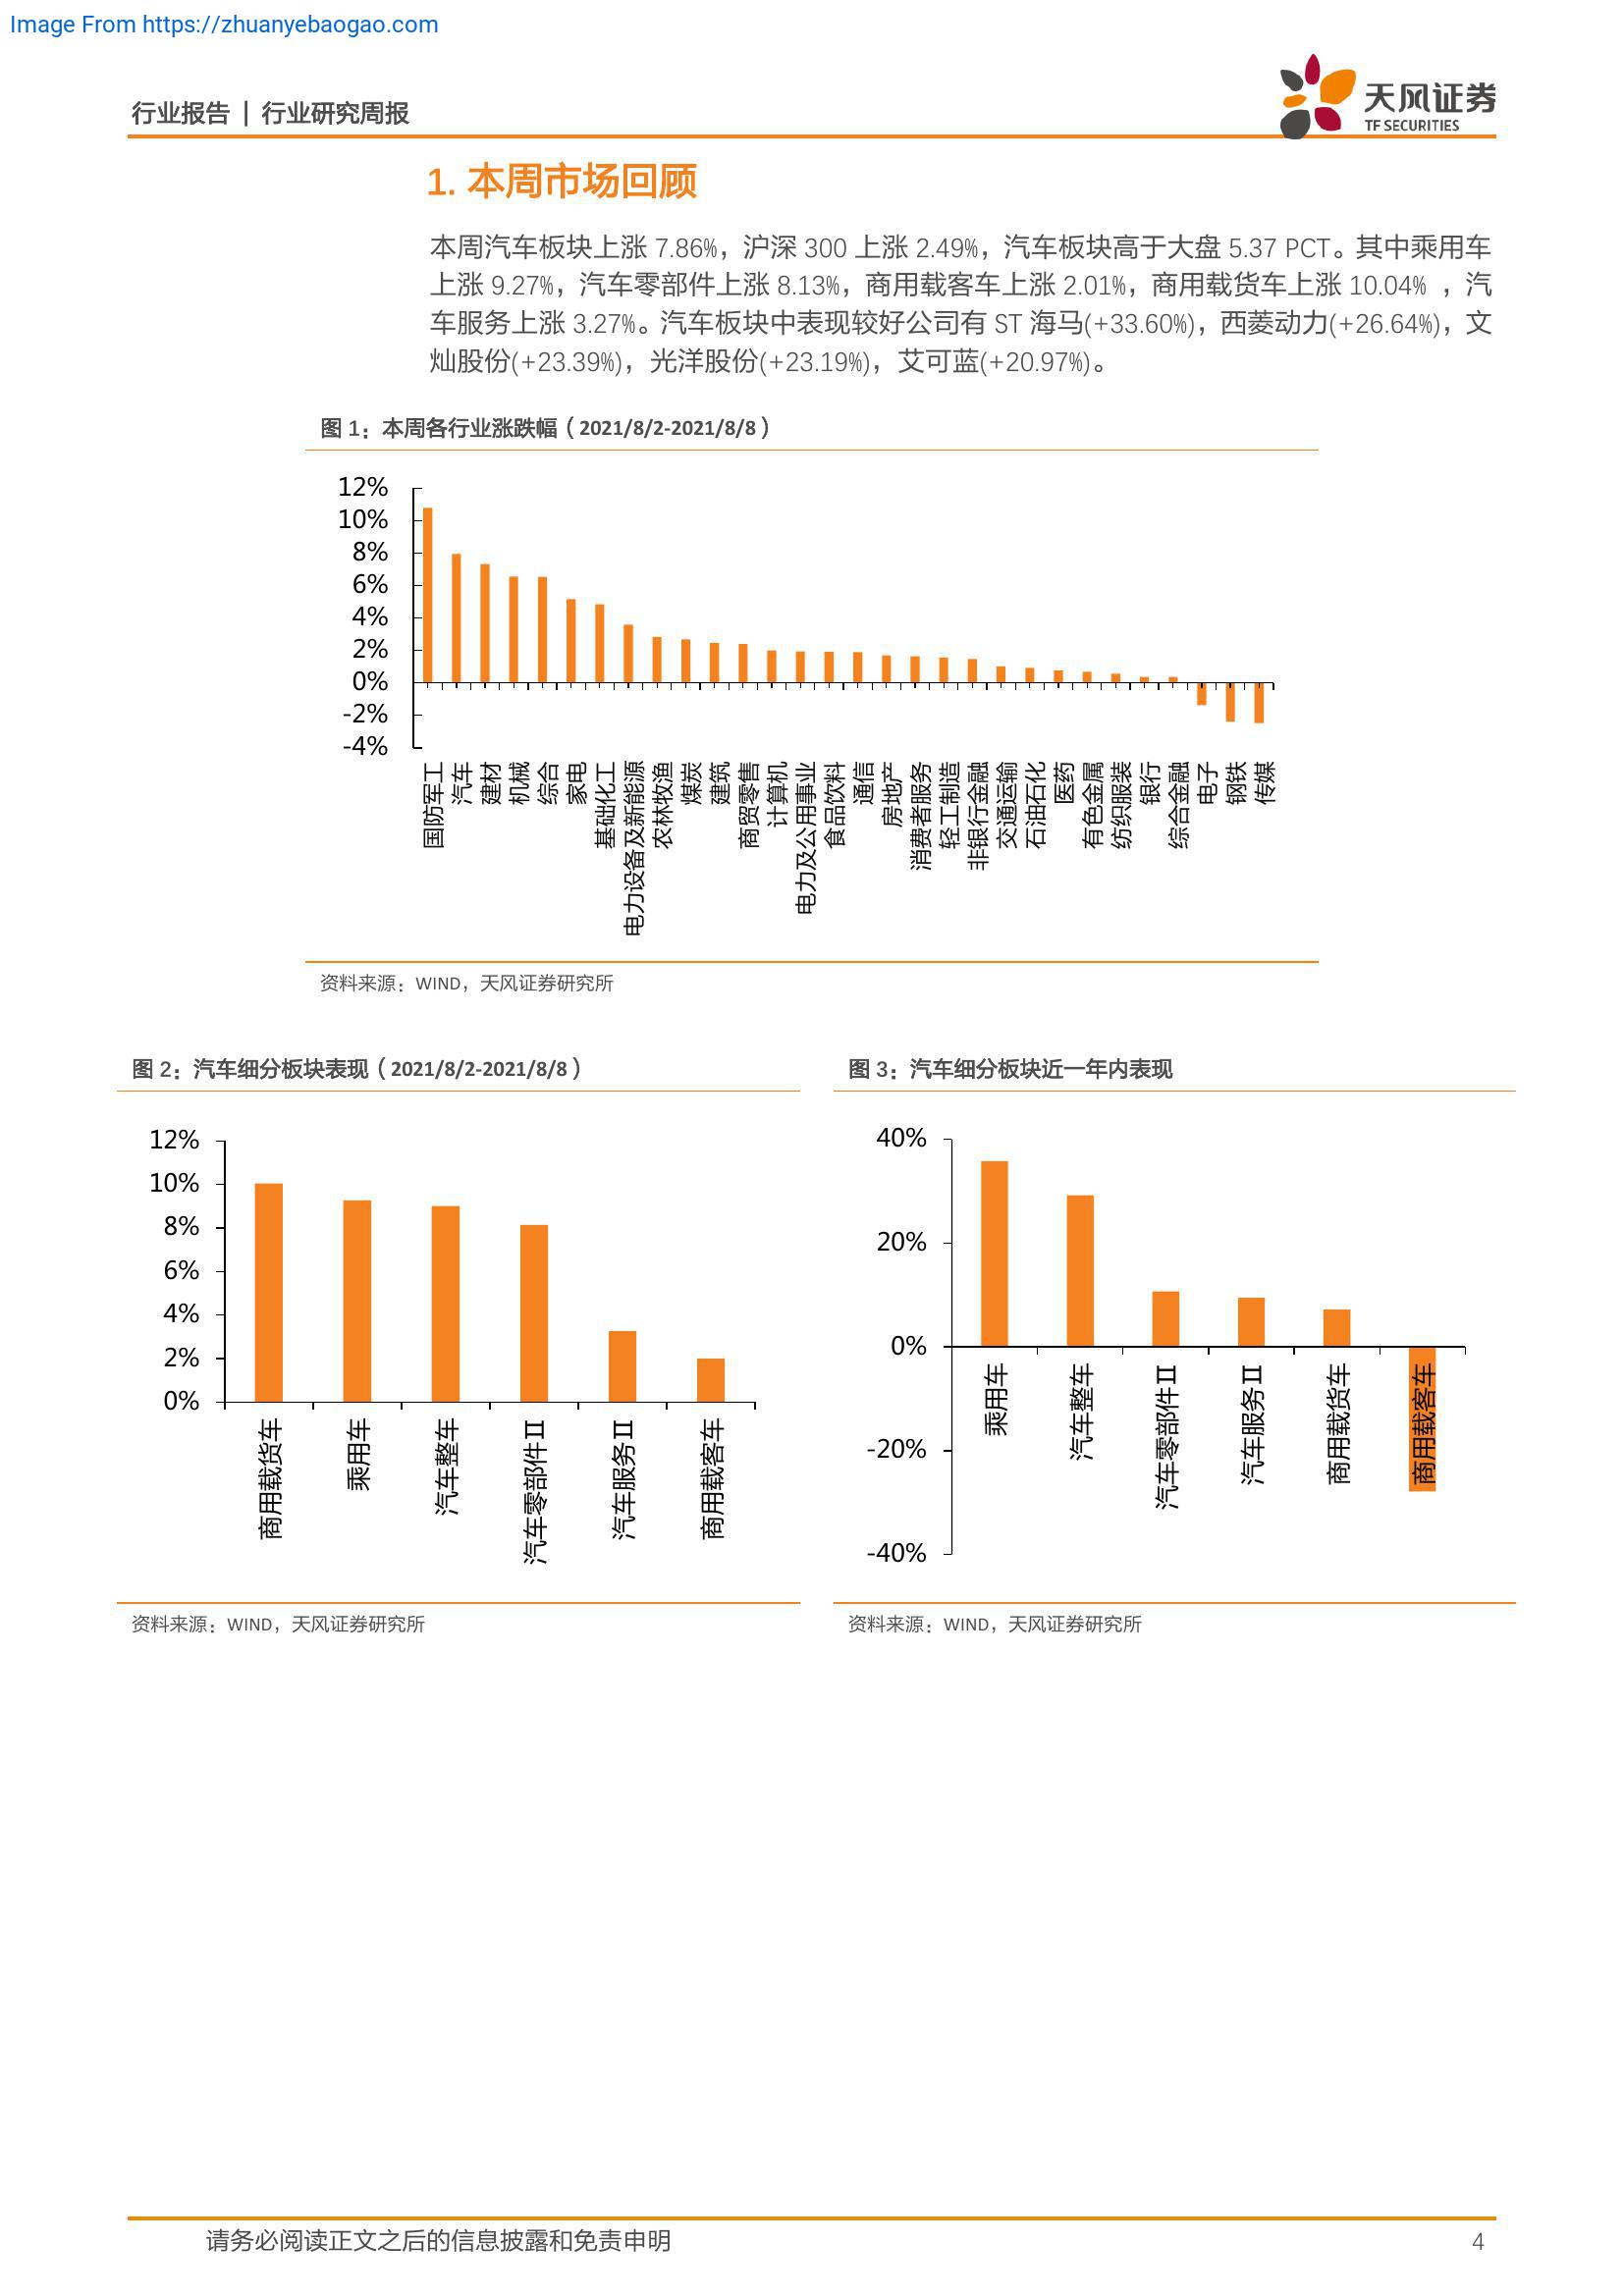 Image From https://zhuanyebaogao.com
行业报告 | 行业研究周报
天风证券
TF SECURITIES
1. 本周市场回顾
本周汽车板块上涨 7.86%，沪深 300 上涨 2.49%，汽车板块高于大盘 5.37 PCT。其中乘用车
上涨 9.27%，汽车零部件上涨 8.13%，商用载客车上涨 2.01%，商用载货车上涨 10.04% ，汽
车服务上涨 3.27%。汽车板块中表现较好公司有 ST 海马(+33.60%)，西菱动力(+26.64%)，文
灿股份(+23.39%)，光洋股份(+23.19%)，艾可蓝(+20.97%)。
图 1：本周各行业涨跌幅（2021/8/2-2021/8/8）
12%
10%
8%
6%
4%
2%
0%
-2%
-4%
国防军工
汽车
建材
机械
综合
家电
基础化工
电力设备及新能源
农林牧渔
煤炭
建筑
商贸零售
计算机
电力及公用事业
食品饮料
通信
房地产
消费者服务
轻工制造
非银行金融
交通运输
石油石化
医药
有色金属
纺织服装
银行
综合金融
电子
钢铁
传媒
资料来源：WIND，天风证券研究所
图 2：汽车细分板块表现（2021/8/2-2021/8/8）
12%
10%
8%
6%
4%
2%
0%
商用载货车
乘用车
汽车整车
汽车零部件Ⅱ
汽车服务Ⅱ
商用载客车
资料来源：WIND，天风证券研究所
图 3：汽车细分板块近一年内表现
40%
20%
0%
-20%
-40%
乘用车
汽车整车
汽车零部件Ⅱ
汽车服务Ⅱ
商用载货车
商用载客车
资料来源：WIND，天风证券研究所
请务必阅读正文之后的信息披露和免责申明
4